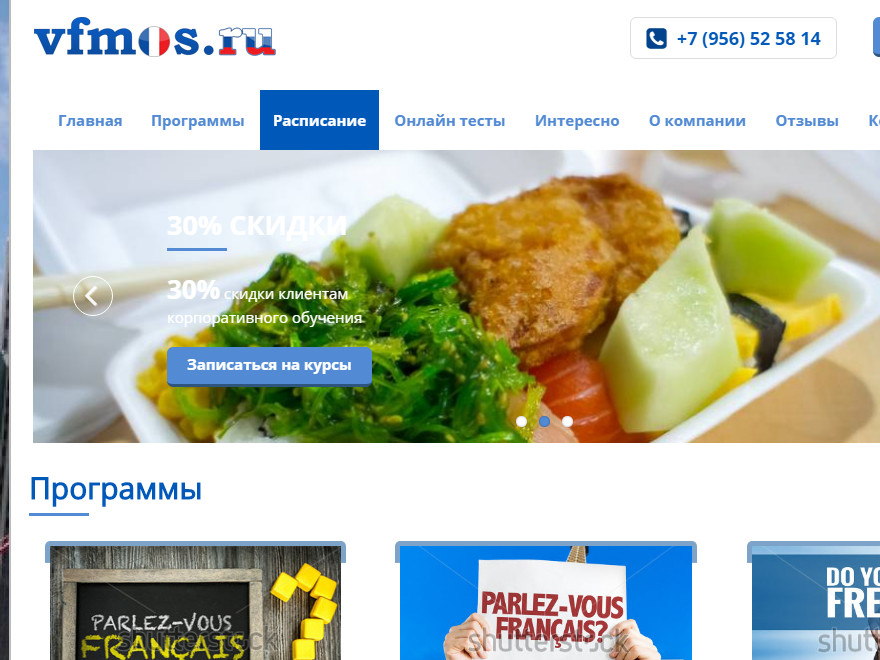 vfmos.ru
+7 (956) 52 58 14
Главная Программы Расписание Онлайн тесты Интересно О компании Отзывы
30% СКИДКИ
30% скидки клиентам
корпоративного обучения
Записаться на курсы
Программы
PARLEZ-VOUS
FRANÇAIS
shutterstock
PARLEZ-VOUS
FRANÇAIS?
shutterstock
DO YO
FRE
shutt